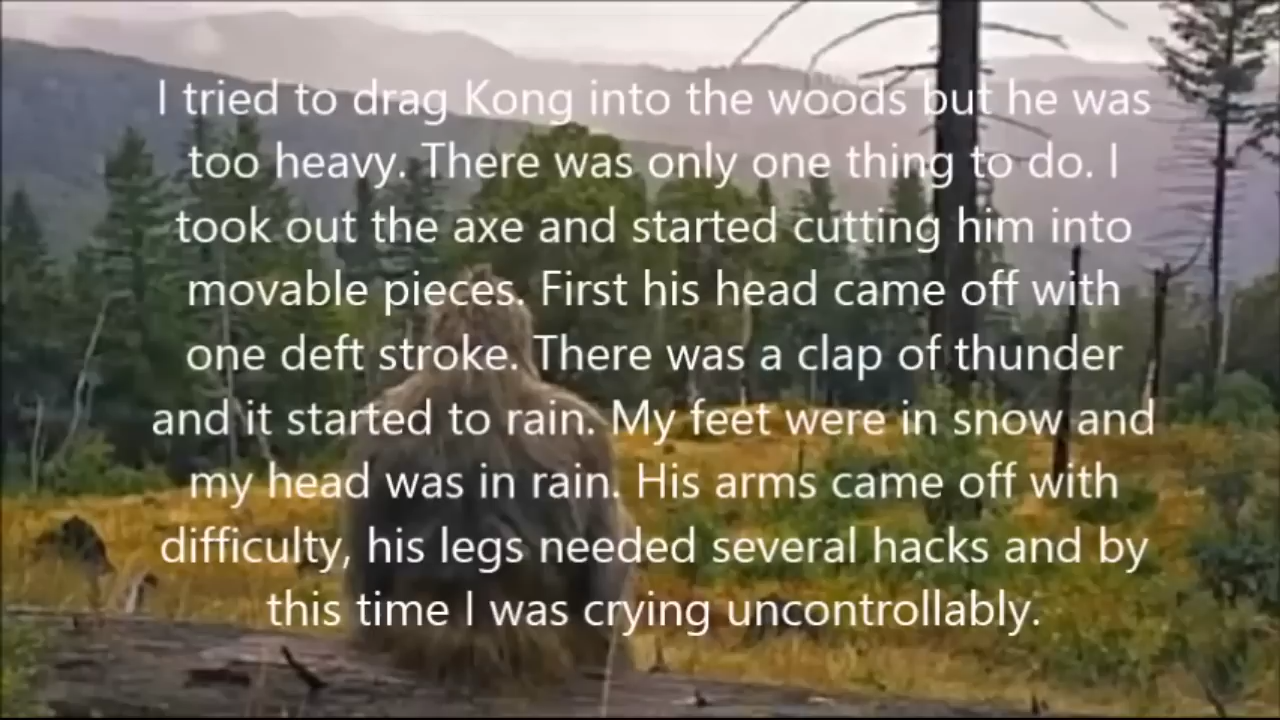 I tried to drag Kong into the woods but he was
too heavy. There was only one thing to do. I
took out the axe and started cutting him into
movable pieces. First his head came off with
one deft stroke. There was a clap of thunder
and it started to rain. My feet were in snow and
my head was in rain. His arms came off with
difficulty, his legs needed several hacks and by
this time I was crying uncontrollably.